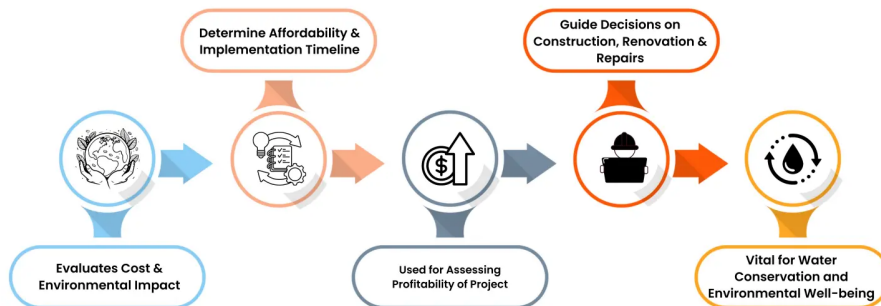 Determine Affordability &
Implementation Timeline
Guide Decisions on
Construction, Renovation &
Repairs
$
Evaluates Cost &
Environmental Impact
Used for Assessing
Profitability of Project
Vital for Water
Conservation and
Environmental Well-being